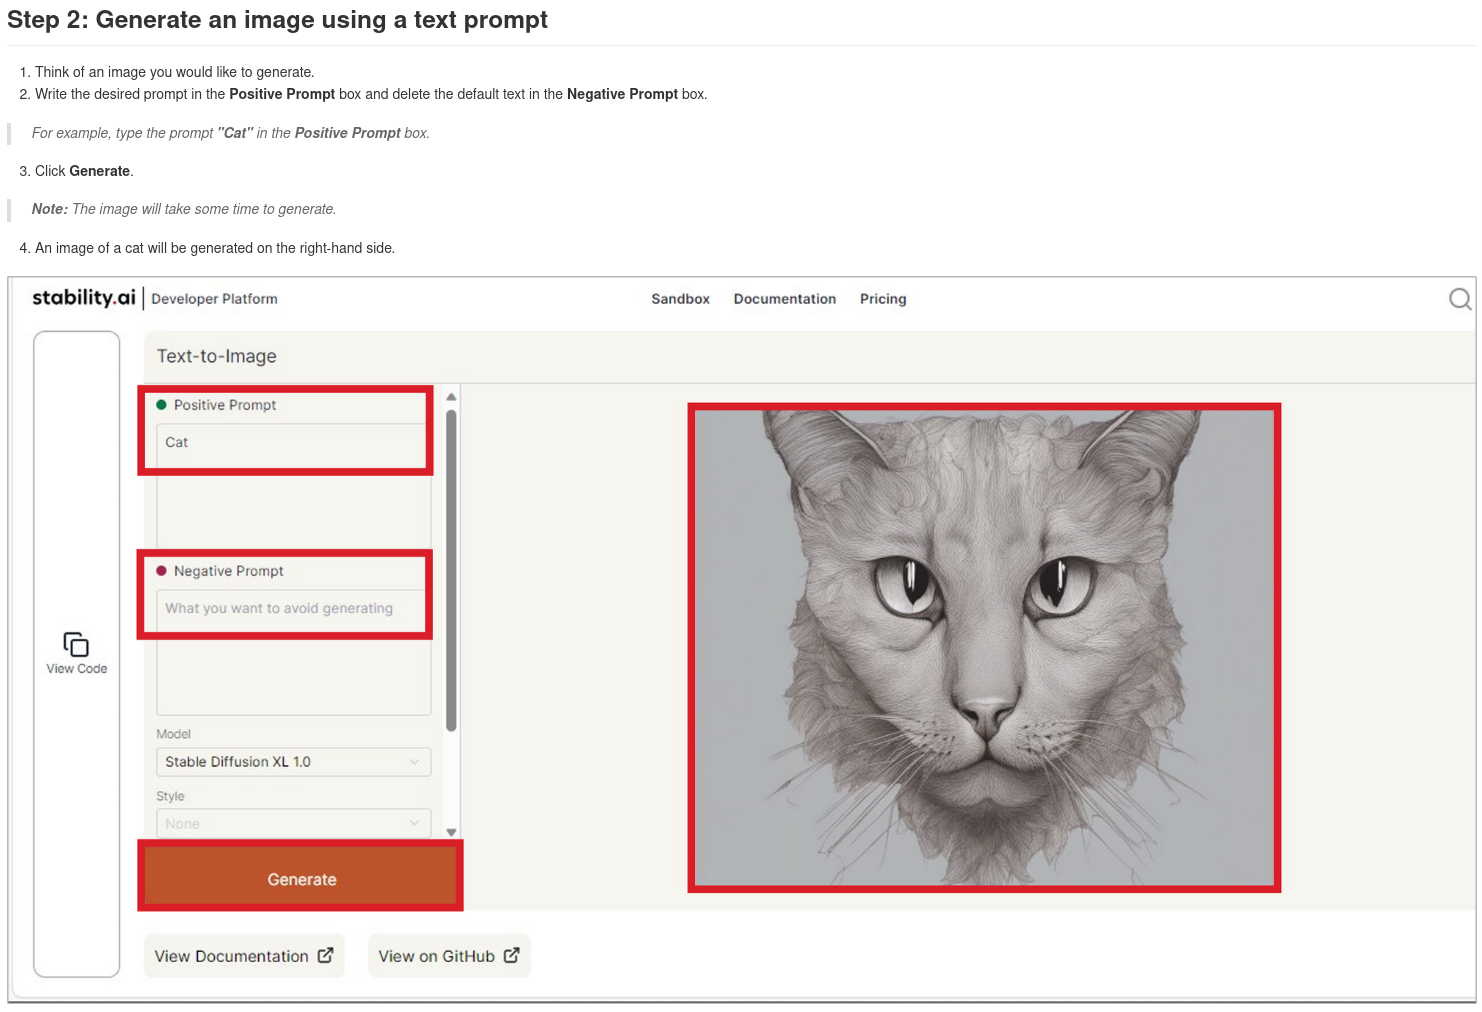 Step 2: Generate an image using a text prompt
1. Think of an image you would like to generate.
2. Write the desired prompt in the Positive Prompt box and delete the default text in the Negative Prompt box.
For example, type the prompt "Cat" in the Positive Prompt box.
3. Click Generate.
Note: The image will take some time to generate.
4. An image of a cat will be generated on the right-hand side.
stability.ai | Developer Platform
Sandbox Documentation Pricing
Text-to-Image
Positive Prompt
Cat
Negative Prompt
What you want to avoid generating
View Code
Model
Stable Diffusion XL 1.0
Style
None
Generate
View Documentation
View on GitHub